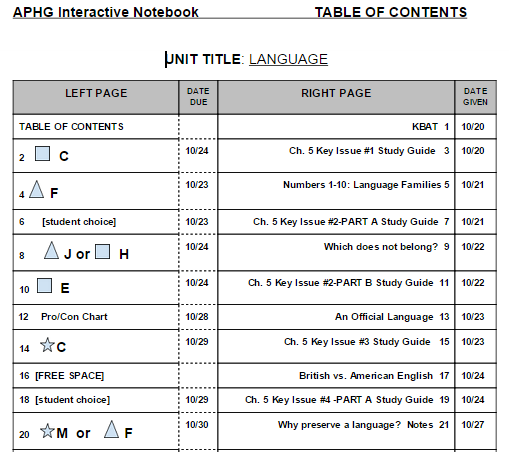 APHG Interactive Notebook TABLE OF CONTENTS
UNIT TITLE: LANGUAGE
LEFT PAGE DATE DUE RIGHT PAGE DATE GIVEN
TABLE OF CONTENTS KBAT 1 10/20
2 C 10/24 Ch. 5 Key Issue #1 Study Guide 3 10/20
4 F 10/23 Numbers 1-10: Language Families 5 10/21
6 [student choice] 10/23 Ch. 5 Key Issue #2-PART A Study Guide 7 10/21
8 J or H 10/24 Which does not belong? 9 10/22
10 E 10/24 Ch. 5 Key Issue #2-PART B Study Guide 11 10/22
12 Pro/Con Chart 10/28 An Official Language 13 10/23
14 C 10/29 Ch. 5 Key Issue #3 Study Guide 15 10/23
16 [FREE SPACE] British vs. American English 17 10/24
18 [student choice] 10/29 Ch. 5 Key Issue #4 -PART A Study Guide 19 10/24
20 M or F 10/30 Why preserve a language? Notes 21 10/27